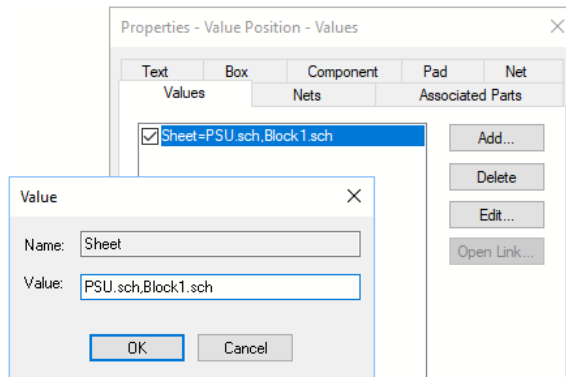 Properties - Value Position - Values
Text Box Component Pad Net
Values Nets Associated Parts
Sheet=PSU.sch,Block1.sch
Add...
Delete
Edit...
Open Link...
Value
Name: Sheet
Value: PSU.sch,Block1.sch
OK Cancel